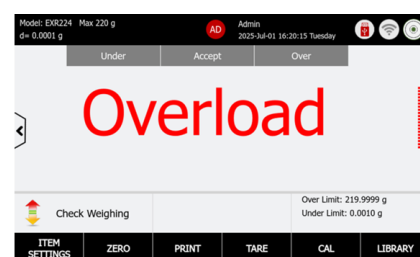 Model: EXR224 Max 220 g
d= 0.0001 g
AD
Admin
2025-Jul-01 16:20:15 Tuesday
Under
Accept
Over
Overload
Check Weighing
Over Limit: 219.9999 g
Under Limit: 0.0010 g
ITEM
SETTINGS
ZERO
PRINT
TARE
CAL
LIBRARY